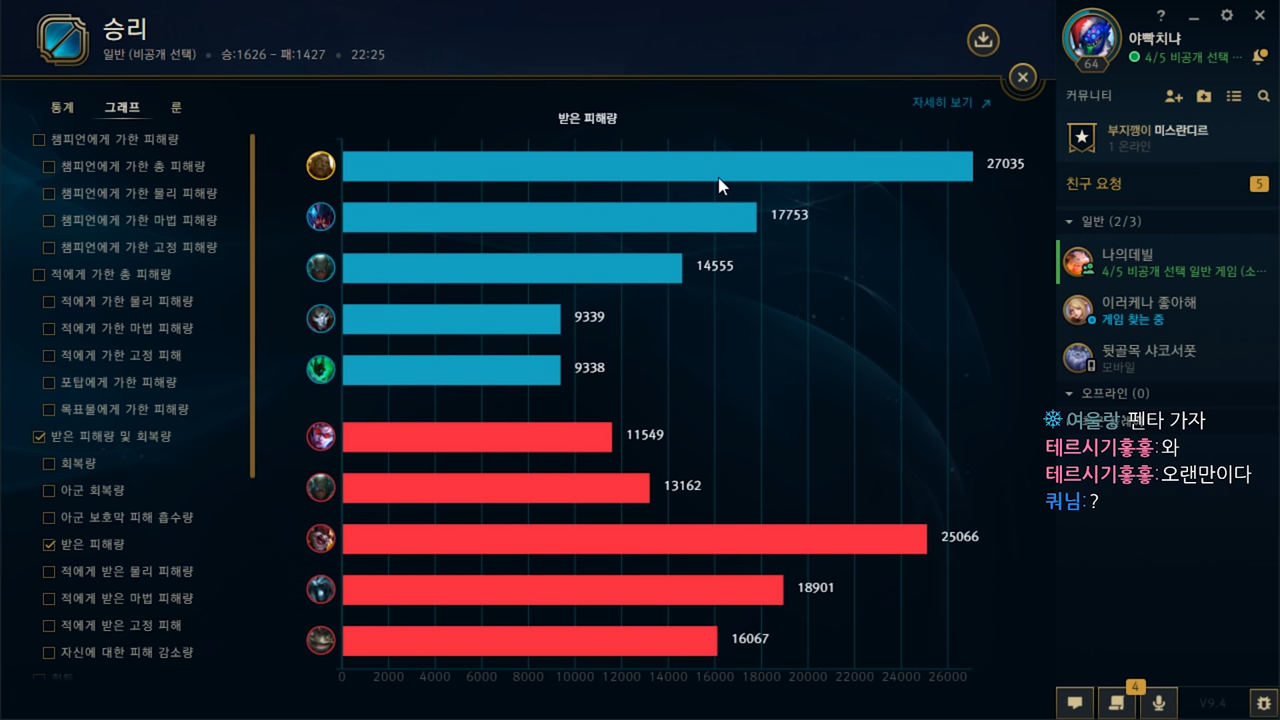 승리
일반 (비공개 선택) • 승:1626 - 패:1427 • 22:25
통계 그래프 룬
자세히 보기
챔피언에게 가한 피해량
챔피언에게 가한 총 피해량
챔피언에게 가한 물리 피해량
챔피언에게 가한 마법 피해량
챔피언에게 가한 고정 피해량
적에게 가한 총 피해량
적에게 가한 물리 피해량
적에게 가한 마법 피해량
적에게 가한 고정 피해
포탑에게 가한 피해량
목표물에게 가한 피해량
받은 피해량 및 회복량
회복량
아군 회복량
아군 보호막 피해 흡수량
받은 피해량
적에게 받은 물리 피해량
적에게 받은 마법 피해량
적에게 받은 고정 피해
자신에 대한 피해 감소량
받은 피해량
27035
17753
14555
9339
9338
11549
13162
25066
18901
16067
0 2000 4000 6000 8000 10000 12000 14000 16000 18000 20000 22000 24000 26000
?
야빡치냐
64
4/5 비공개 선택 ...
커뮤니티
부지깽이 미스란디르
1 온라인
친구 요청 5
일반 (2/3)
나의데빌
4/5 비공개 선택 일반 게임 (소...
이러케나 좋아해
게임 찾는 중
뒷골목 샤코서폿
모바일
오프라인 (0)
여울랑: 펜타 가자
테르시기홓홓: 와
테르시기홓홓: 오랜만이다
쿼님: ?
4
V9.4